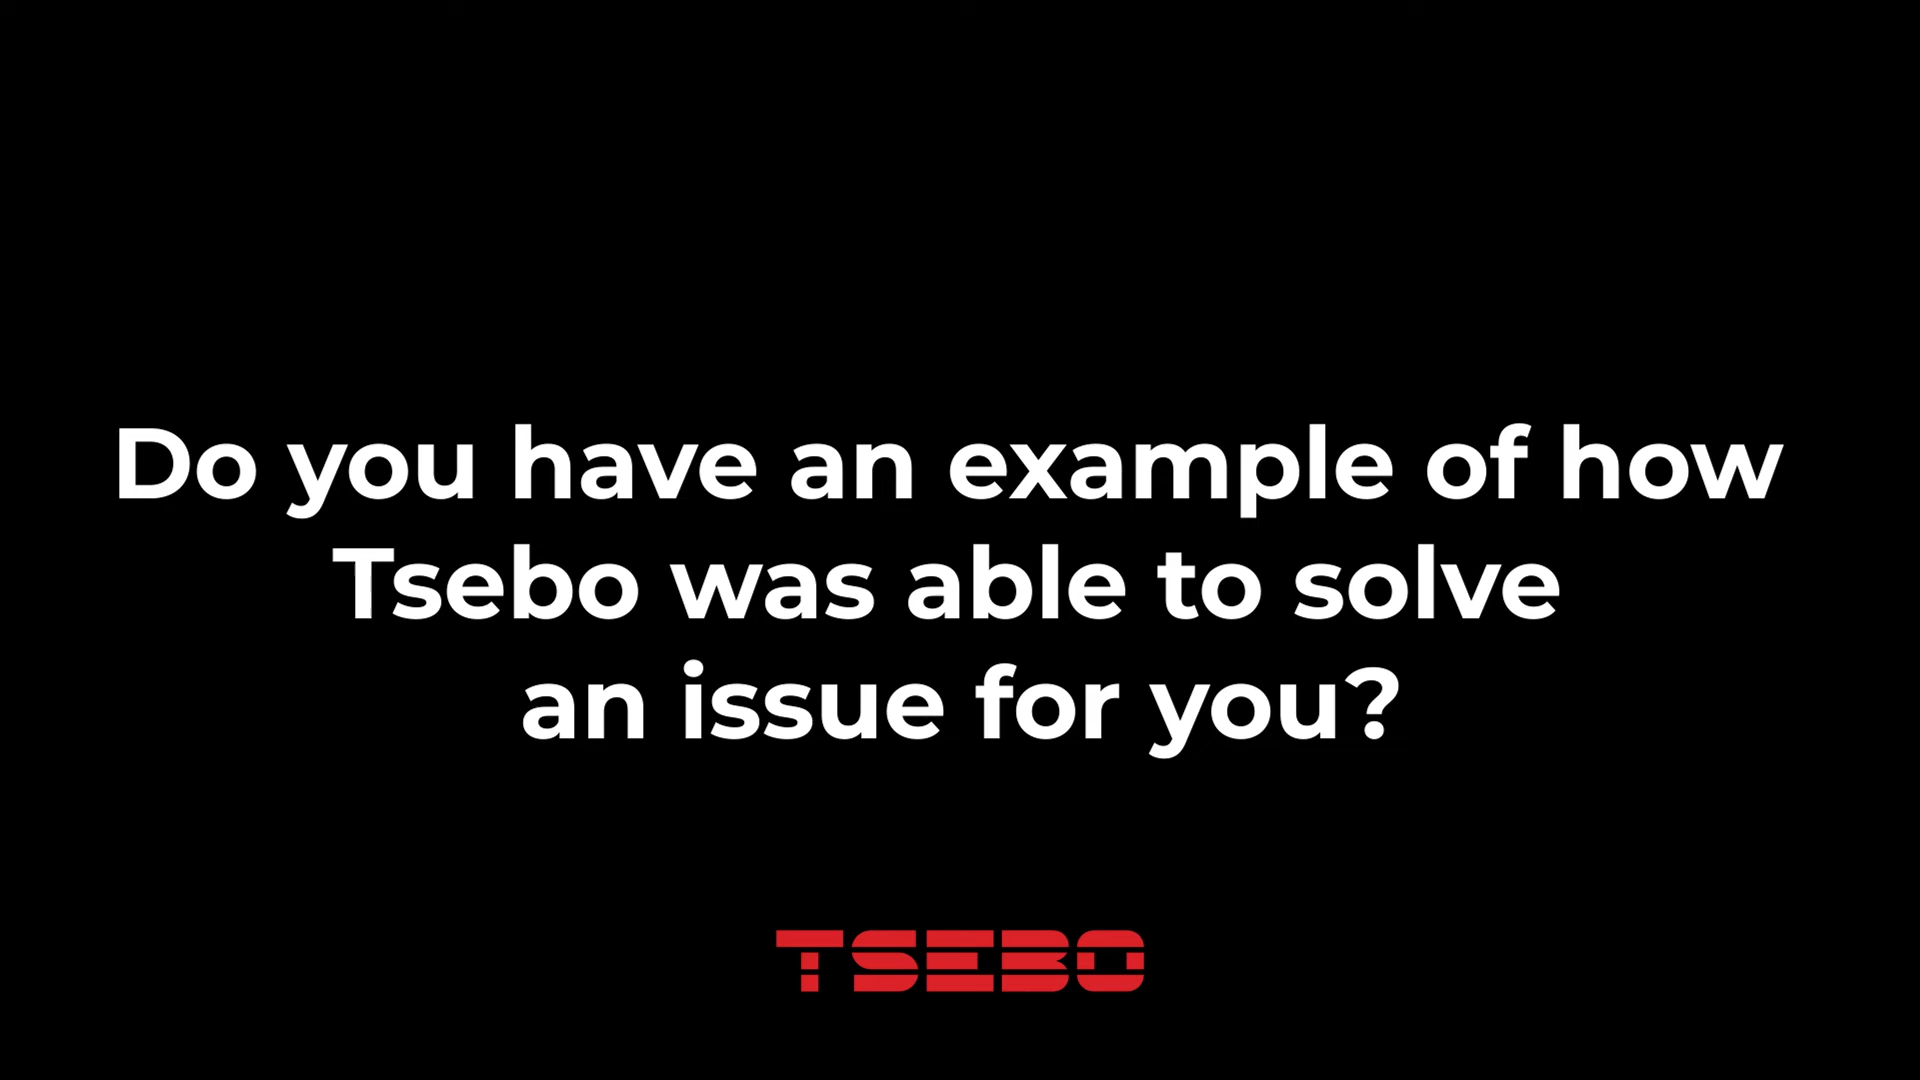 Do you have an example of how
Tsebo was able to solve
an issue for you?
TSEBO